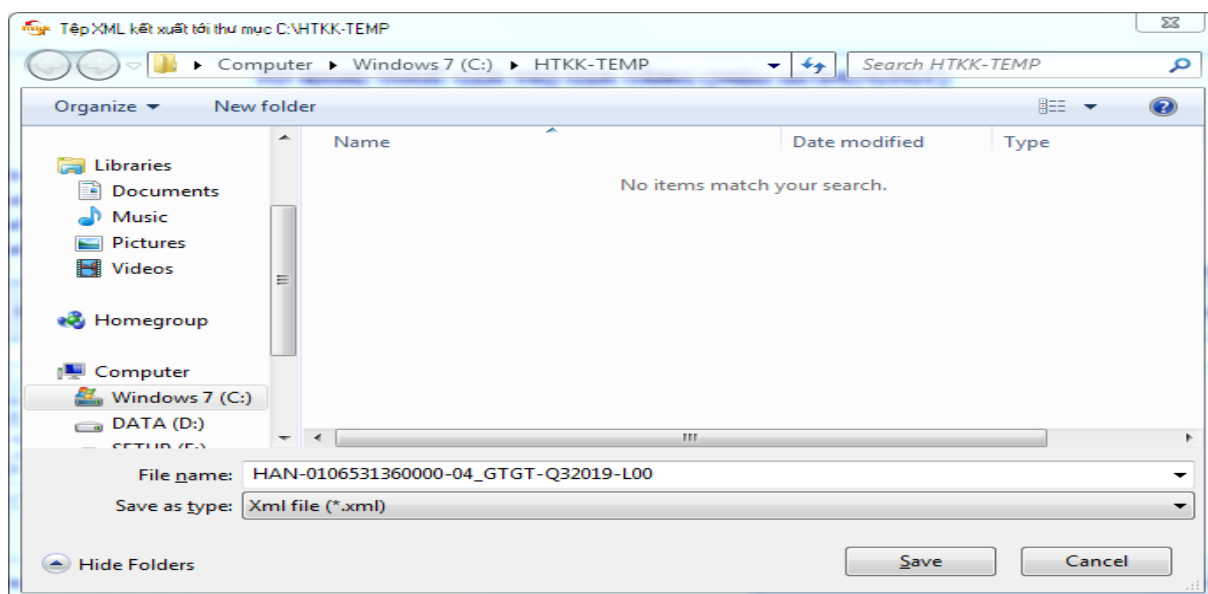 Tệp XML kết xuất tới thư mục C:\HTKK-TEMP
Computer Windows 7 (C:) HTKK-TEMP Search HTKK-TEMP
Organize New folder
Name Date modified Type
No items match your search.
Libraries
Documents
Music
Pictures
Videos
Homegroup
Computer
Windows 7 (C:)
DATA (D:)
File name: HAN-0106531360000-04_GTGT-Q32019-L00
Save as type: Xml file (*.xml)
Hide Folders Save Cancel